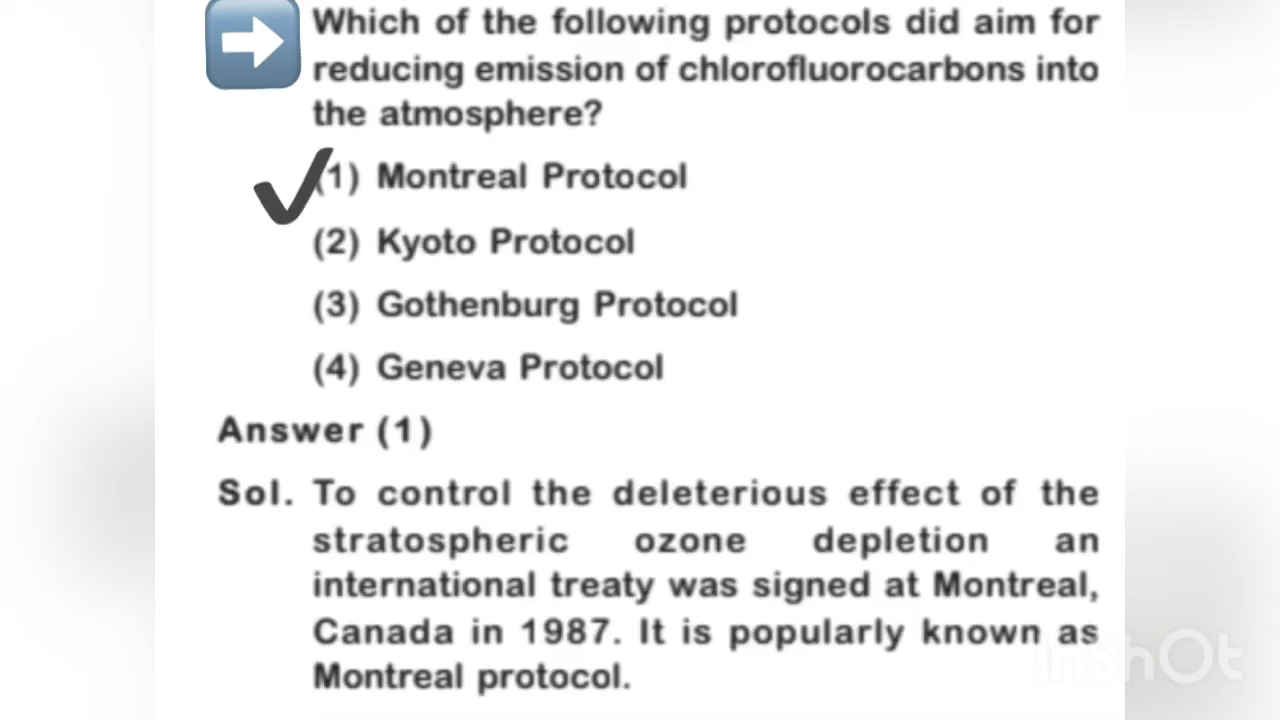 Which of the following protocols did aim for
reducing emission of chlorofluorocarbons into
the atmosphere?
(1) Montreal Protocol
(2) Kyoto Protocol
(3) Gothenburg Protocol
(4) Geneva Protocol
Answer (1)
Sol. To control the deleterious effect of the
stratospheric ozone depletion an
international treaty was signed at Montreal,
Canada in 1987. It is popularly known as
Montreal protocol.
InShOt